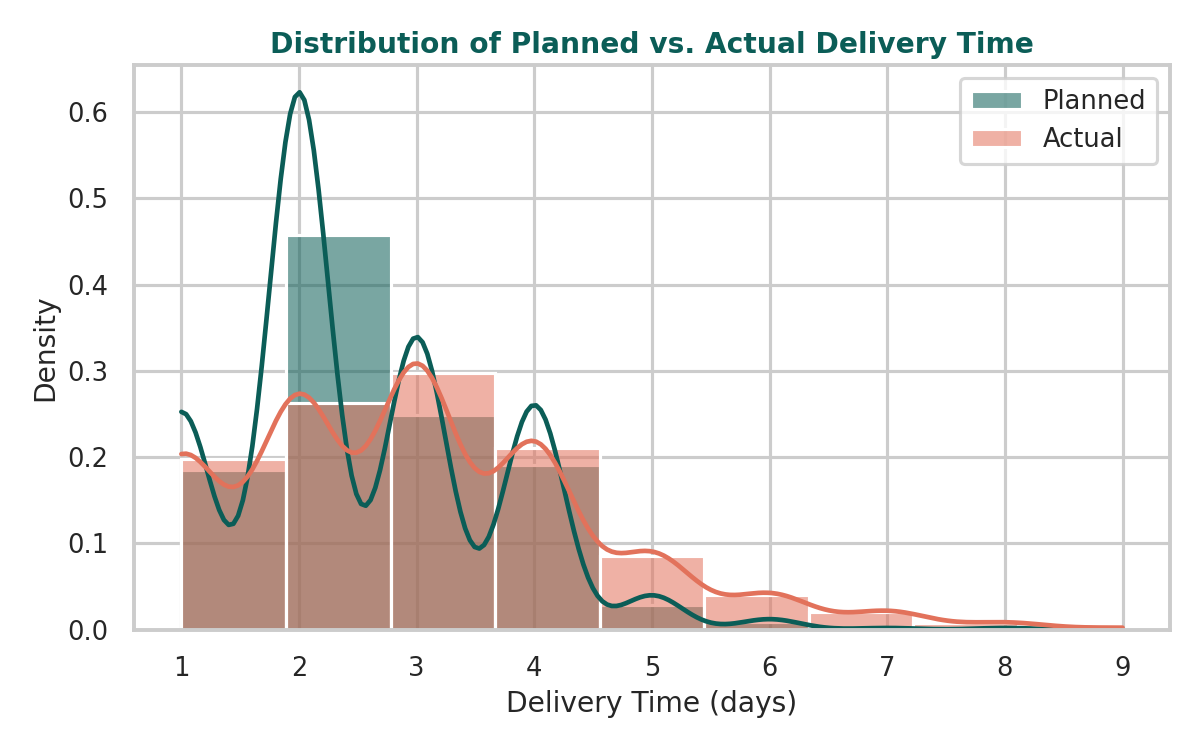 Distribution of Planned vs. Actual Delivery Time
Planned
Actual
Density
0.6
0.5
0.4
0.3
0.2
0.1
0.0
1 2 3 4 5 6 7 8 9
Delivery Time (days)